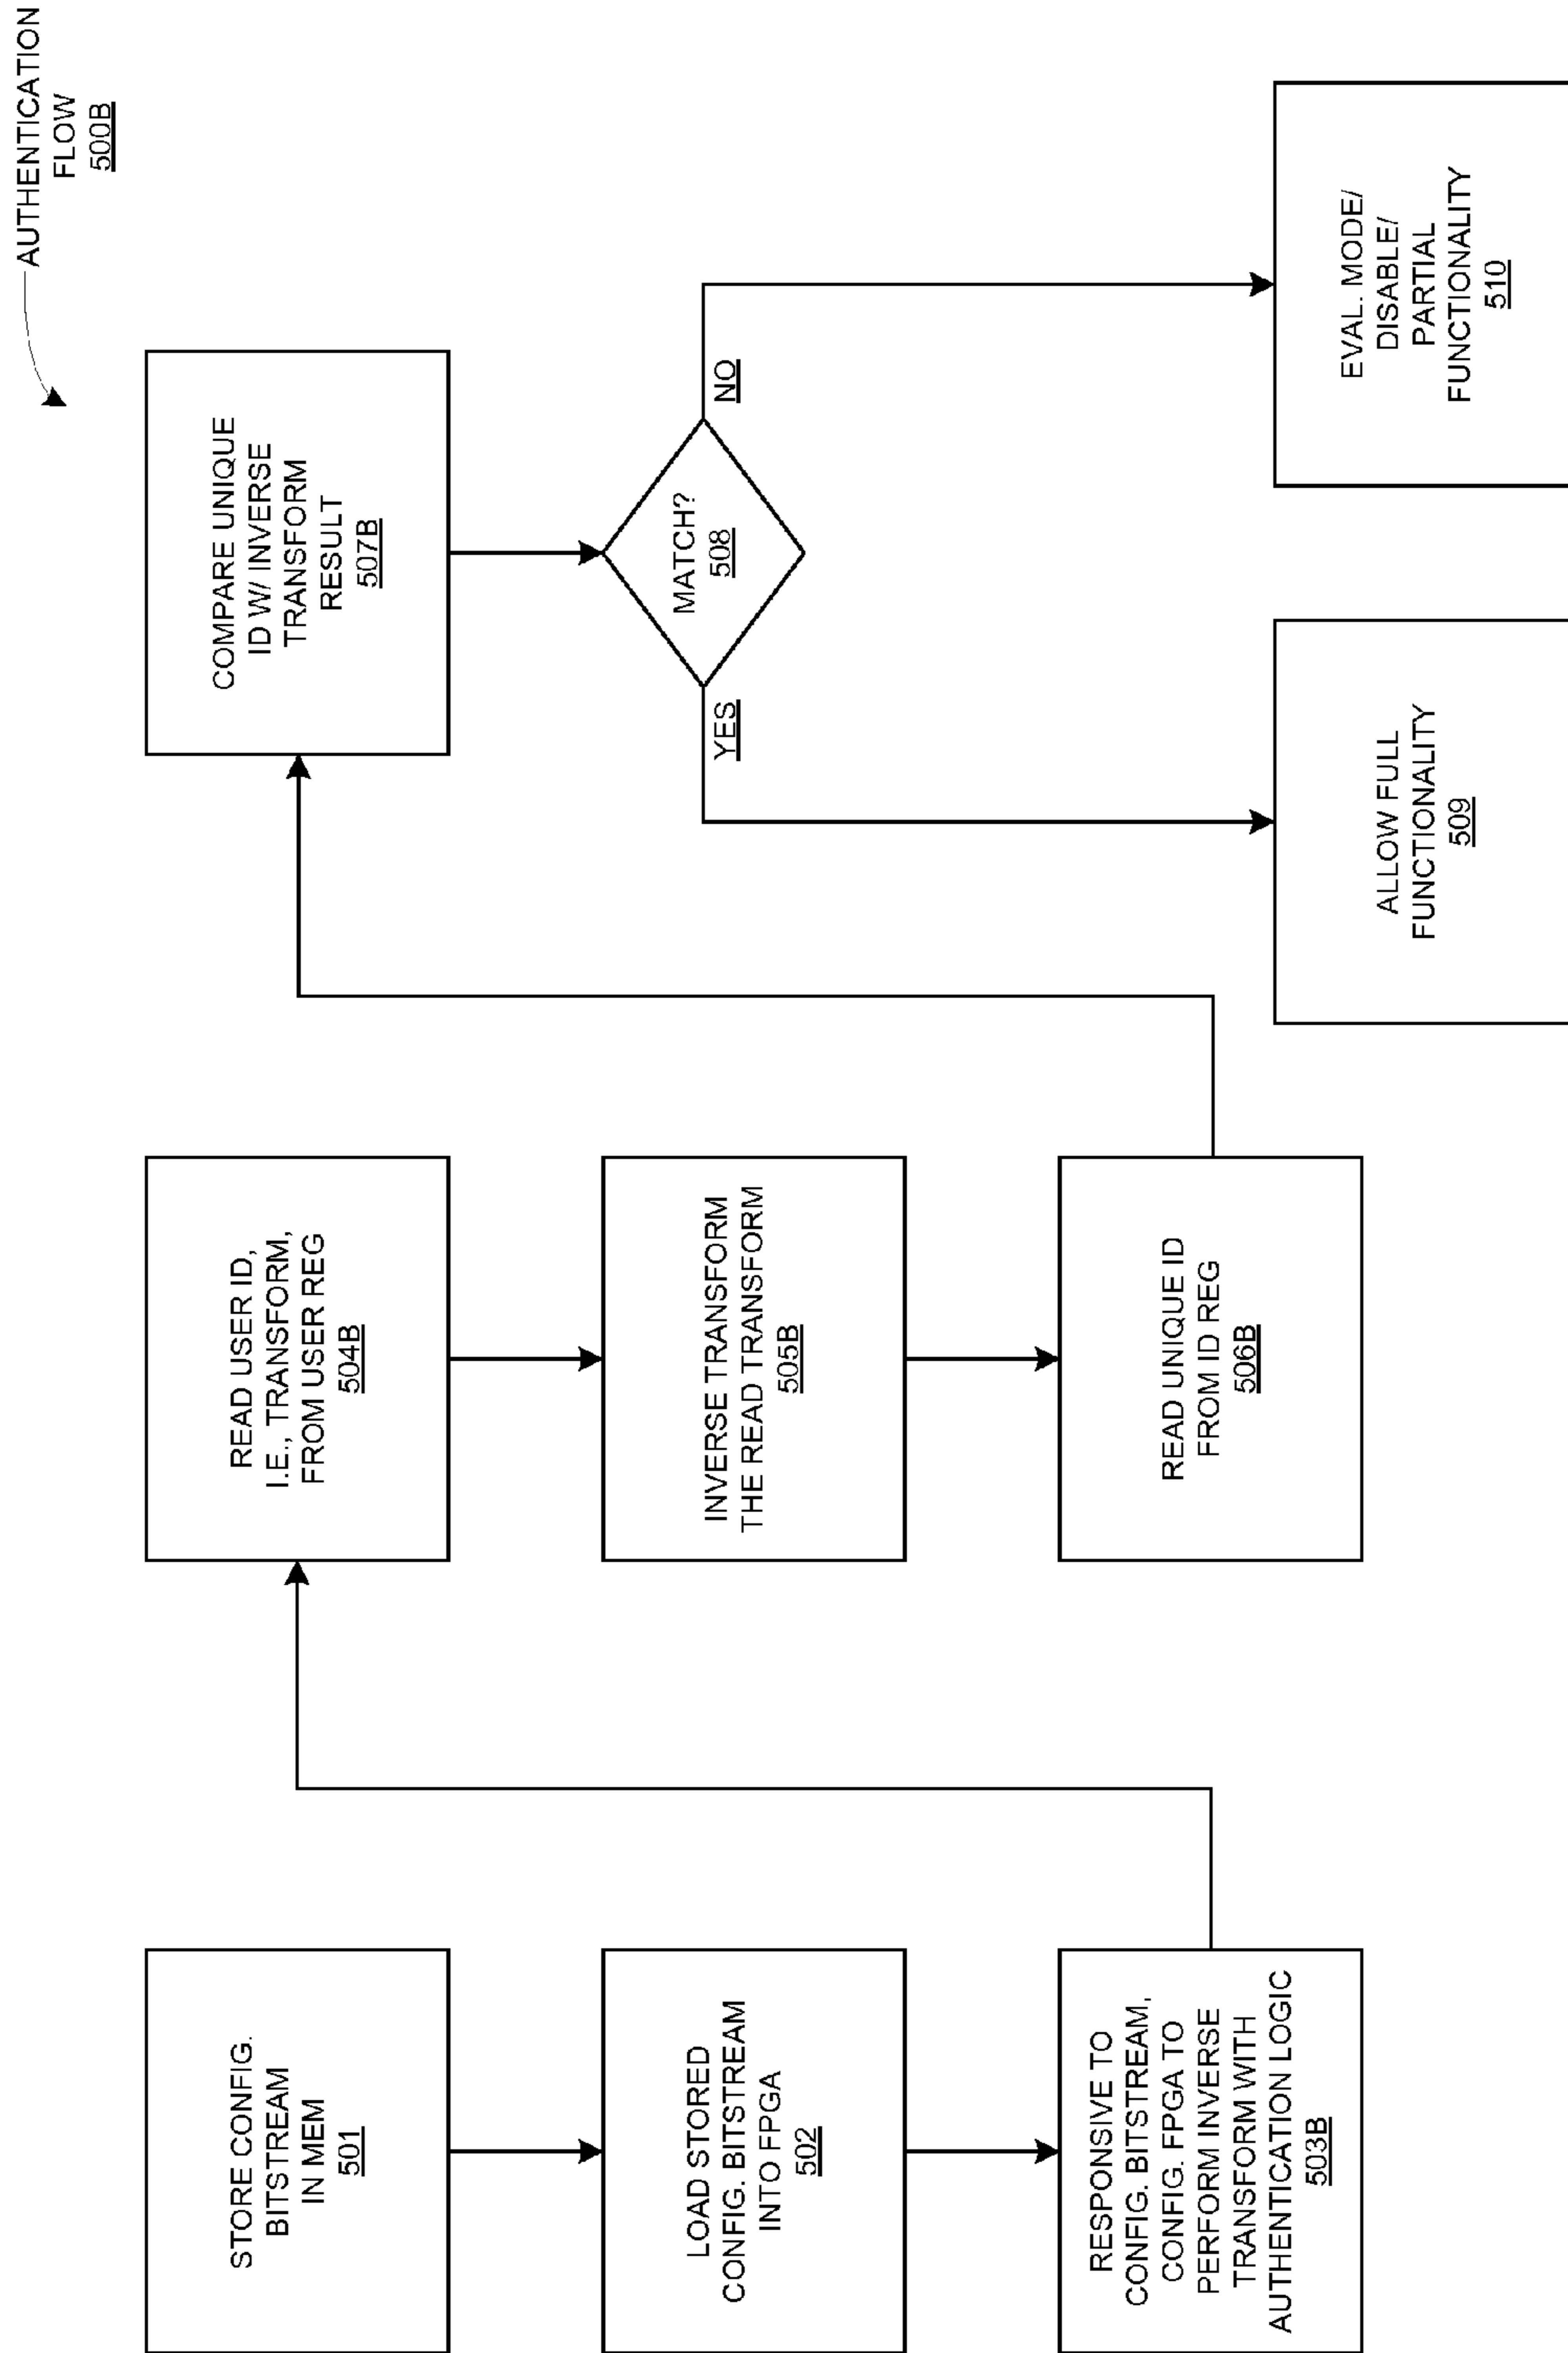 AUTHENTICATION
FLOW
500B
STORE CONFIG.
BITSTREAM
IN MEM
501
LOAD STORED
CONFIG. BITSTREAM
INTO FPGA
502
RESPONSIVE TO
CONFIG. BITSTREAM,
CONFIG. FPGA TO
PERFORM INVERSE
TRANSFORM WITH
AUTHENTICATION LOGIC
503B
READ USER ID,
I.E., TRANSFORM,
FROM USER REG
504B
INVERSE TRANSFORM
THE READ TRANSFORM
505B
READ UNIQUE ID
FROM ID REG
506B
COMPARE UNIQUE
ID W/ INVERSE
TRANSFORM
RESULT
507B
MATCH?
508
YES
NO
ALLOW FULL
FUNCTIONALITY
509
EVAL. MODE/
DISABLE/
PARTIAL
FUNCTIONALITY
510